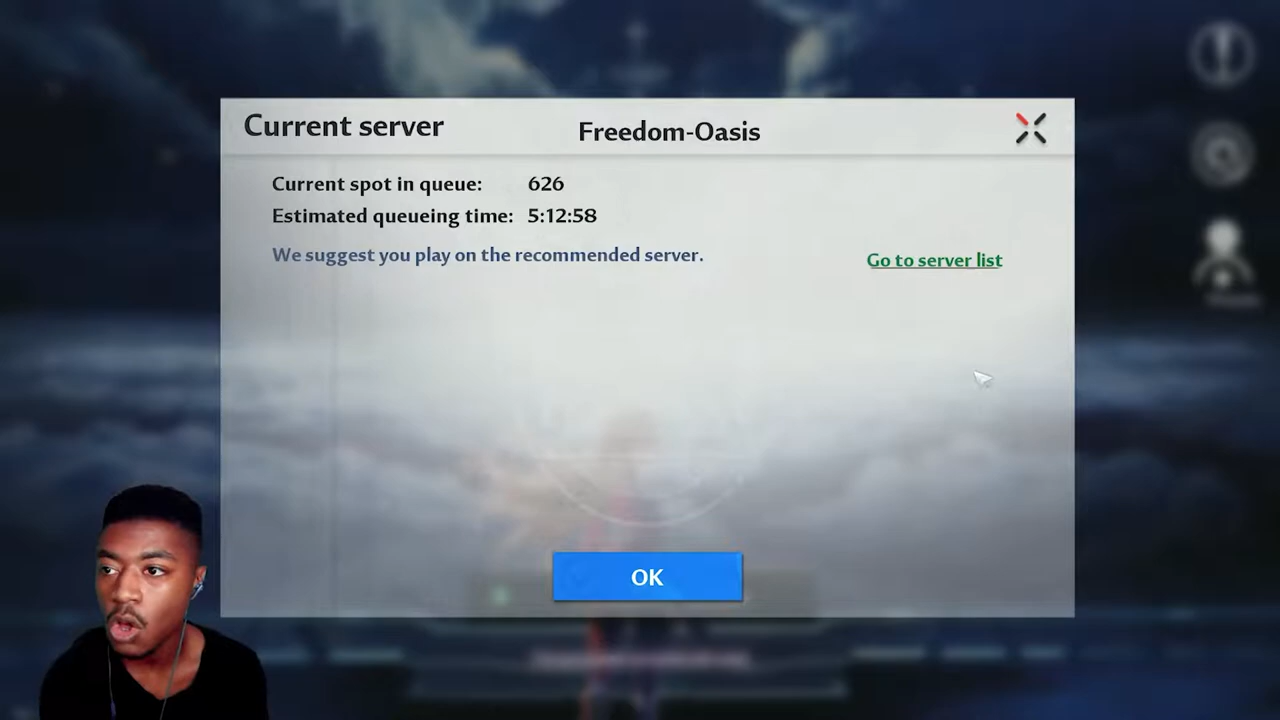 Current server
Freedom-Oasis
Current spot in queue: 626
Estimated queueing time: 5:12:58
We suggest you play on the recommended server.
Go to server list
OK